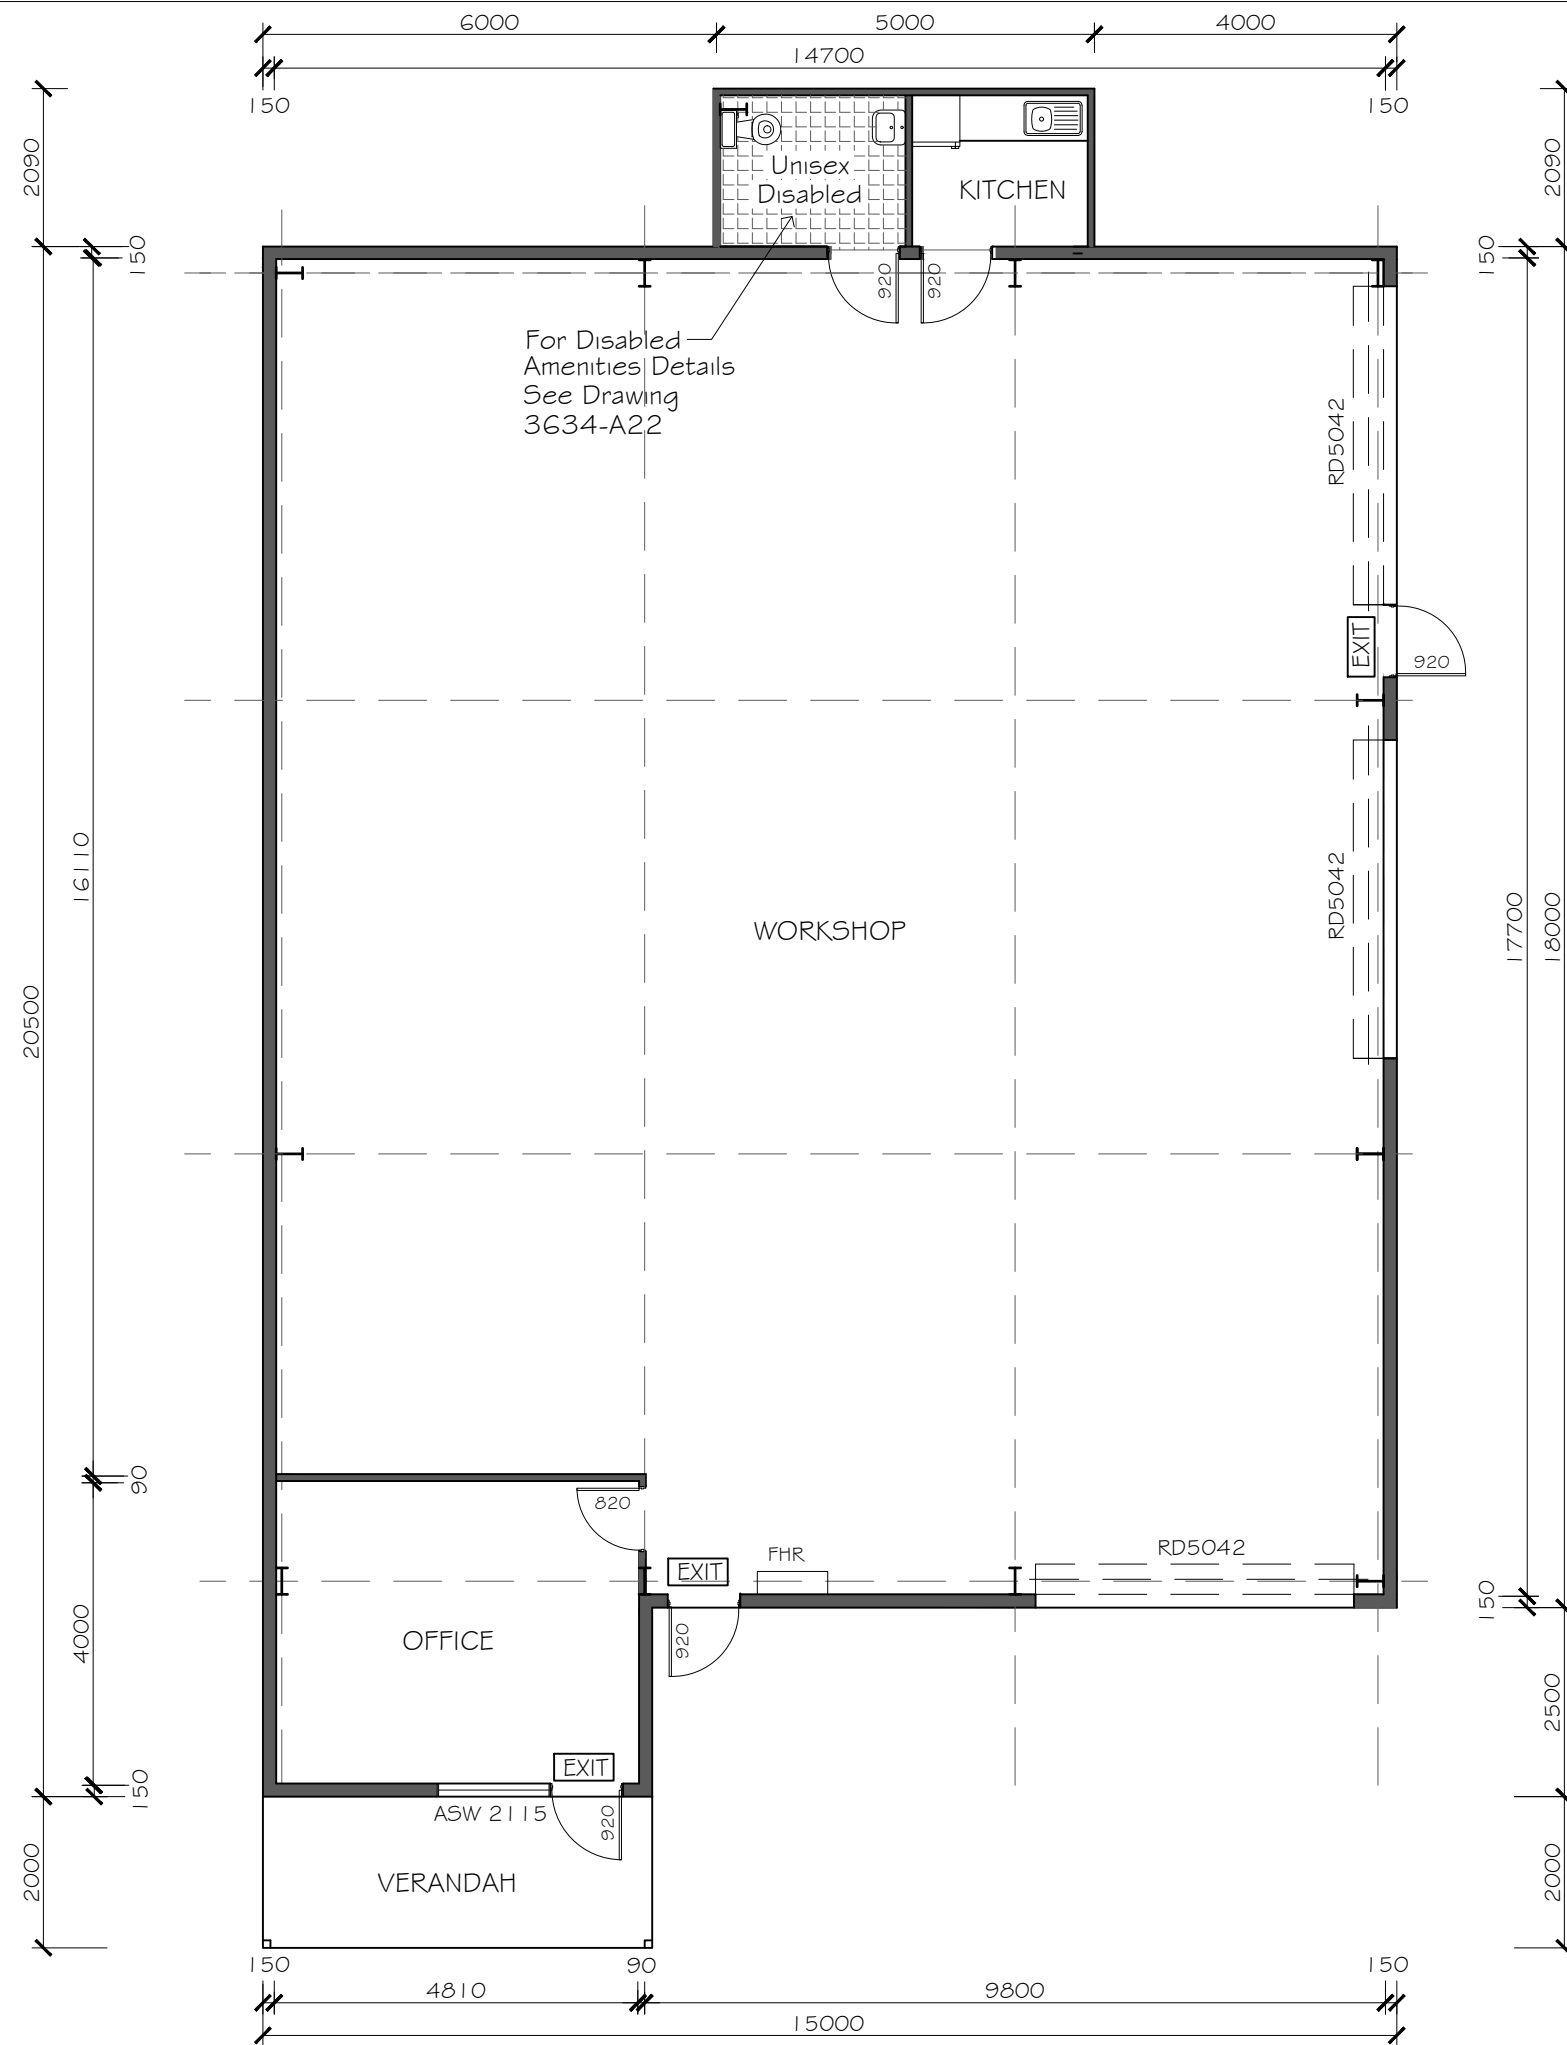 6000
5000
4000
14700
150
150
2090
2090
Unisex
Disabled
KITCHEN
150
150
920
920
For Disabled
Amenities Details
See Drawing
3634-A22
RD5042
EXIT
920
16110
RD5042
17700
18000
WORKSHOP
20500
90
820
FHR
RD5042
EXIT
150
4000
OFFICE
920
2500
EXIT
150
ASW 2115
920
2000
VERANDAH
2000
150
90
150
4810
9800
15000